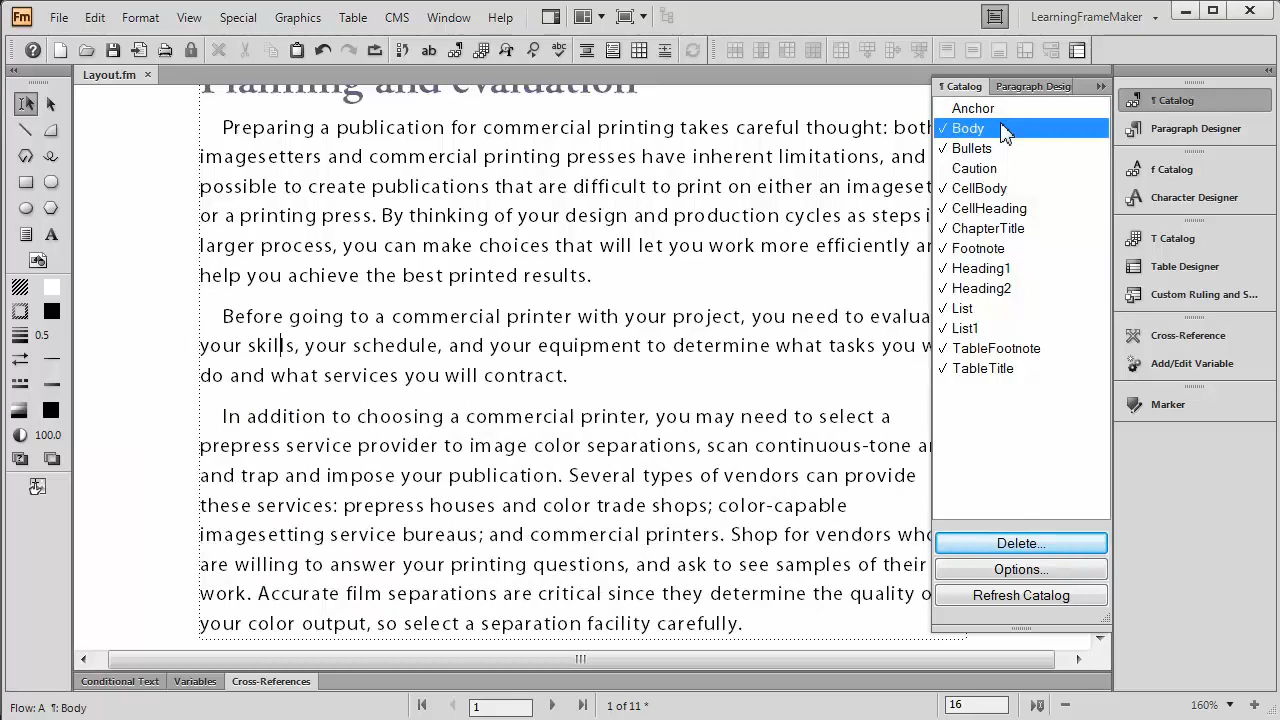 Fm File Edit Format View Special Graphics Table CMS Window Help LearningFrameMaker
Layout.fm ×
Planning and evaluation
Preparing a publication for commercial printing takes careful thought: both
imagesetters and commercial printing presses have inherent limitations, and
possible to create publications that are difficult to print on either an imageset
or a printing press. By thinking of your design and production cycles as steps i
larger process, you can make choices that will let you work more efficiently an
help you achieve the best printed results.
Before going to a commercial printer with your project, you need to evalua
your skills, your schedule, and your equipment to determine what tasks you w
do and what services you will contract.
In addition to choosing a commercial printer, you may need to select a
prepress service provider to image color separations, scan continuous-tone ar
and trap and impose your publication. Several types of vendors can provide
these services: prepress houses and color trade shops; color-capable
imagesetting service bureaus; and commercial printers. Shop for vendors who
are willing to answer your printing questions, and ask to see samples of their
work. Accurate film separations are critical since they determine the quality o
your color output, so select a separation facility carefully.
0.5
100.0
¶ Catalog Paragraph Desig
Anchor
✓ Body
✓ Bullets
Caution
✓ CellBody
✓ CellHeading
✓ ChapterTitle
✓ Footnote
✓ Heading1
✓ Heading2
✓ List
✓ List1
✓ TableFootnote
✓ TableTitle
Delete...
Options...
Refresh Catalog
¶ Catalog
Paragraph Designer
f Catalog
Character Designer
T Catalog
Table Designer
Custom Ruling and S...
Cross-Reference
Add/Edit Variable
Marker
Conditional Text Variables Cross-References
Flow: A ¶: Body 1 1 of 11 * 16 160%